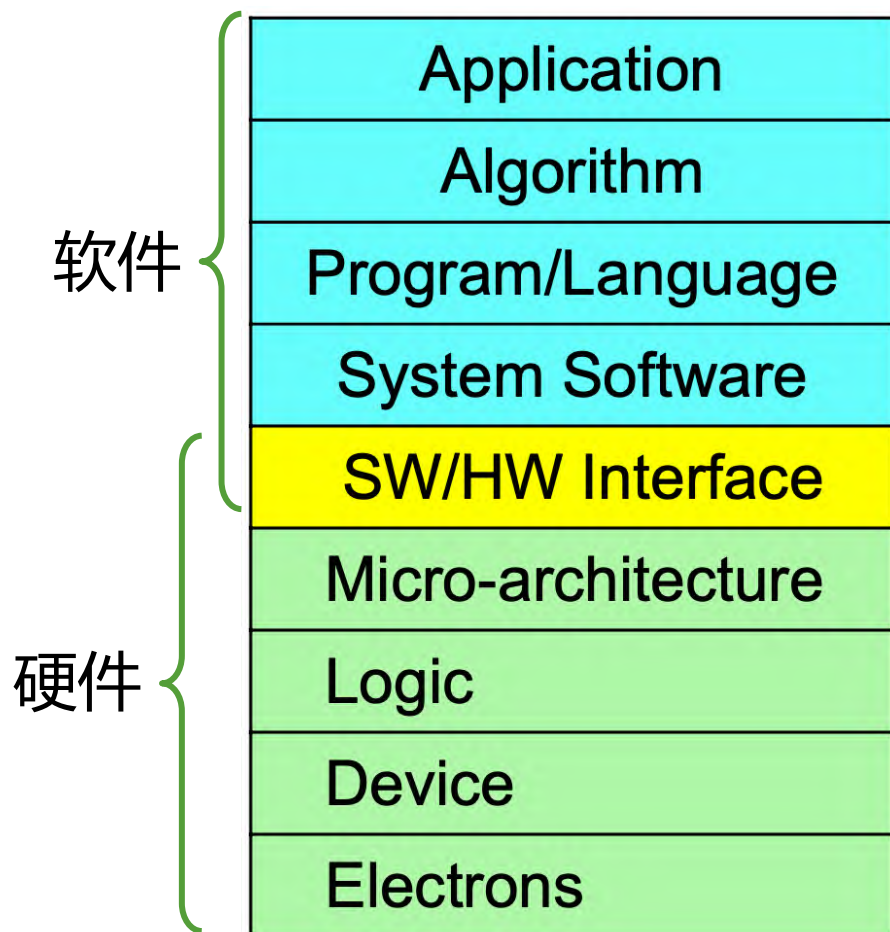 Application
Algorithm
软件
Program/Language
System Software
SW/HW Interface
Micro-architecture
硬件
Logic
Device
Electrons